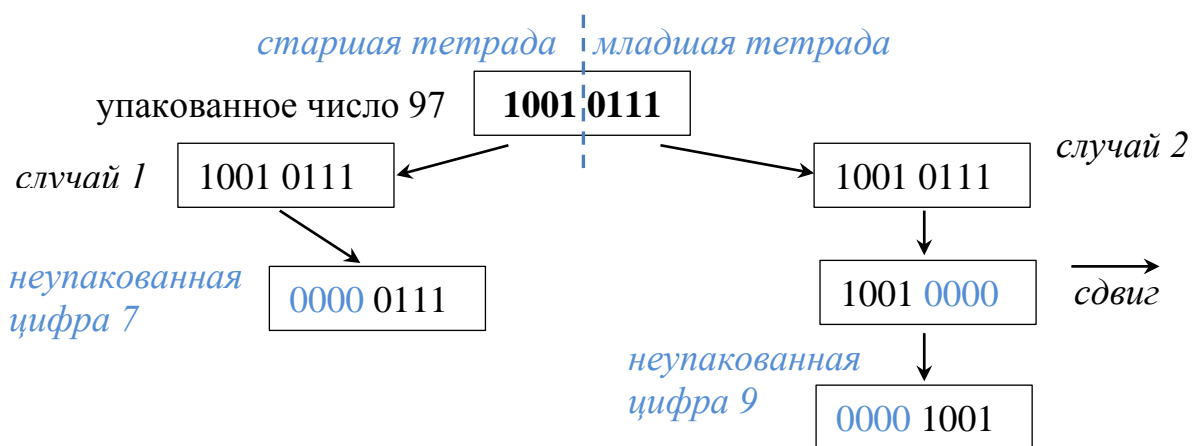 старшая тетрада младшая тетрада
упакованное число 97 1001 0111
случай 1 1001 0111
1001 0111 случай 2
неупакованная
цифра 7
0000 0111
1001 0000
сдвиг
неупакованная
цифра 9
0000 1001